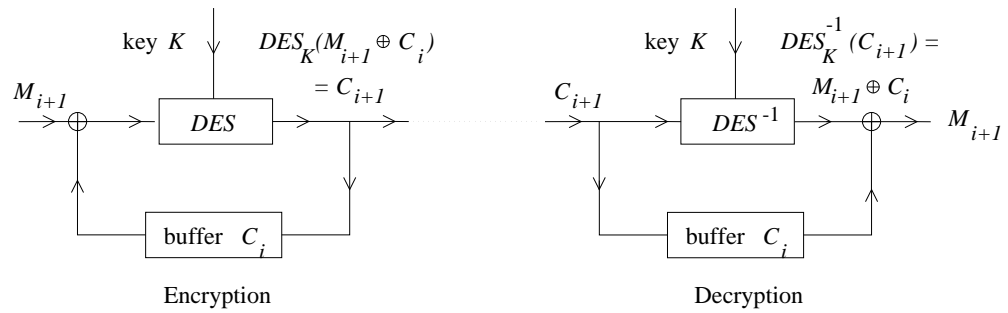 key K
DES_K(M_{i+1} ⊕ C_i)
= C_{i+1}
M_{i+1}
DES
buffer C_i
Encryption
key K
DES_K^{-1}(C_{i+1}) =
M_{i+1} ⊕ C_i
C_{i+1}
DES^{-1}
M_{i+1}
buffer C_i
Decryption